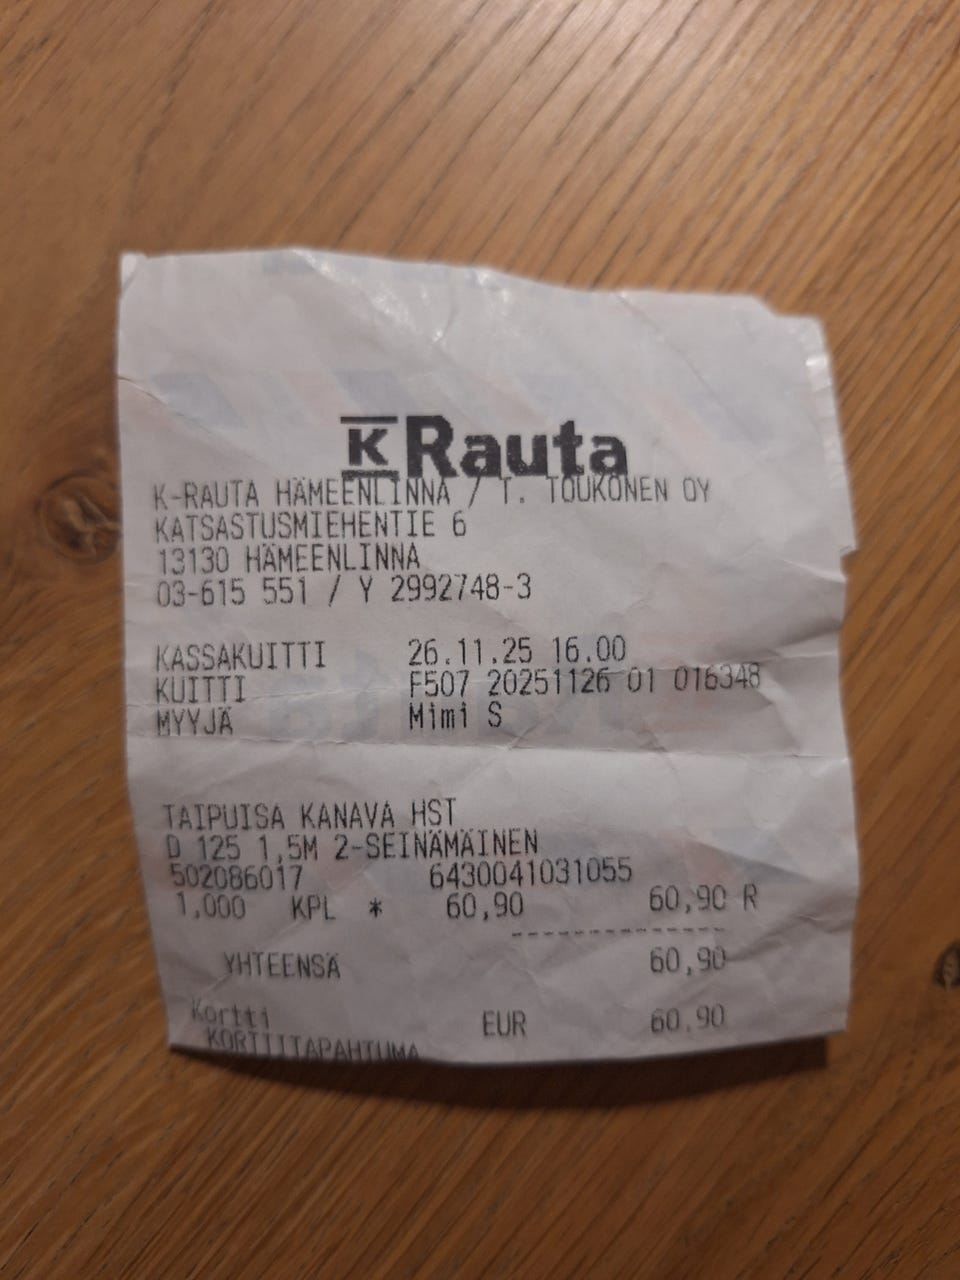 K Rauta
K-RAUTA HÄMEENLINNA / T. TOUKONEN OY
KATSASTUSMIEHENTIE 6
13130 HÄMEENLINNA
03-615 551 / Y 2992748-3
KASSAKUITTI 26.11.25 16.00
KUITTI F507 20251126 01 016348
MYYJÄ Mimi S
TAIPUISA KANAVA HST
D 125 1,5M 2-SEINÄMÄINEN
502086017 6430041031055
1,000 KPL * 60,90 60,90 R
YHTEENSÄ 60,90
Kortti EUR 60,90
KORTTITAPAHTUMA